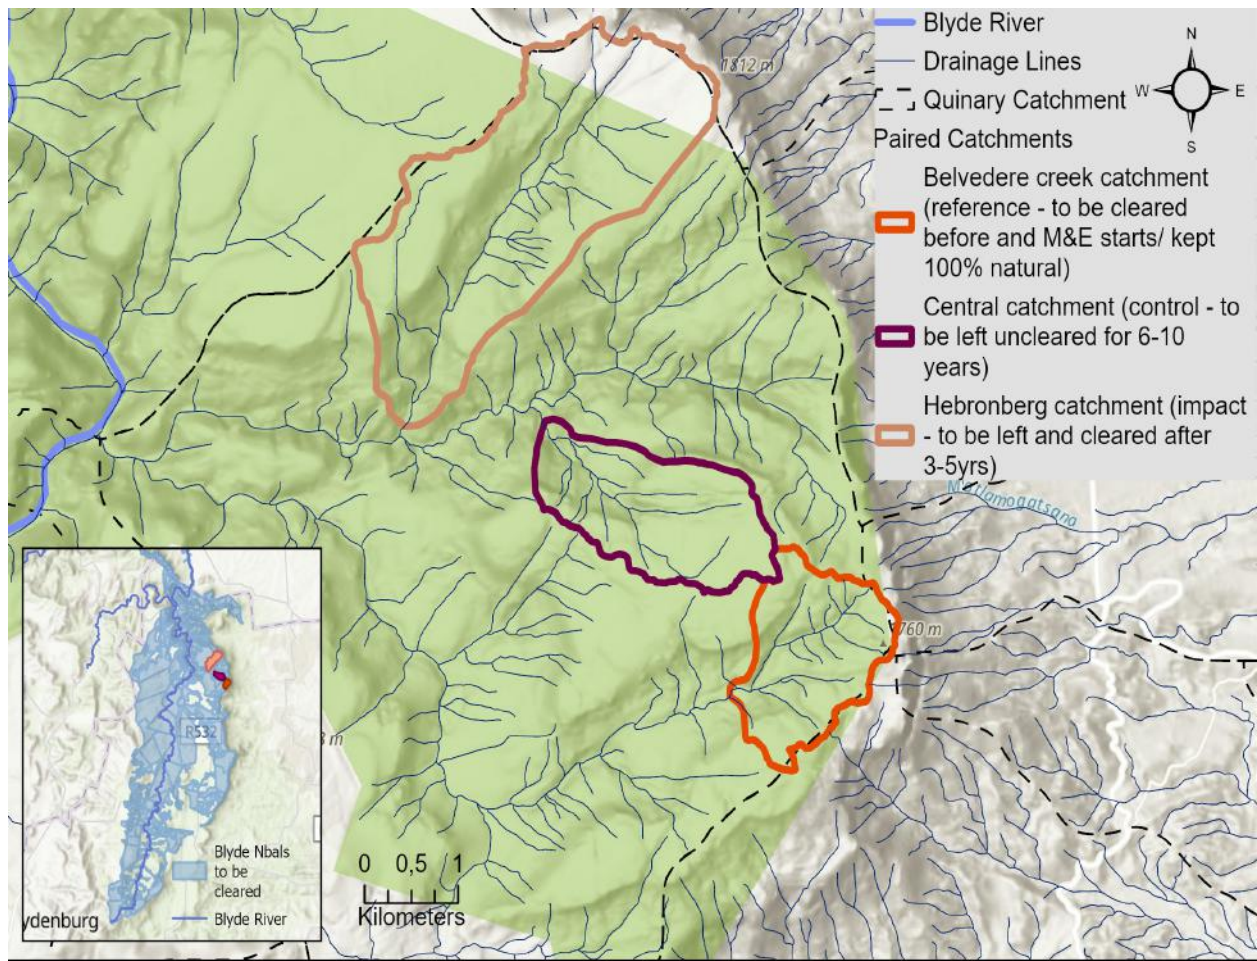 Blyde River
Drainage Lines
Quinary Catchment
Paired Catchments
Belvedere creek catchment
(reference - to be cleared
before and M&E starts/ kept
100% natural)
Central catchment (control - to
be left uncleared for 6-10
years)
Hebronberg catchment (impact
- to be left and cleared after
3-5yrs)
N
W
E
S
1812 m
760 m
3 m
R532
Blyde Nbals
to be
cleared
Blyde River
ydenburg
0 0,5 1
Kilometers